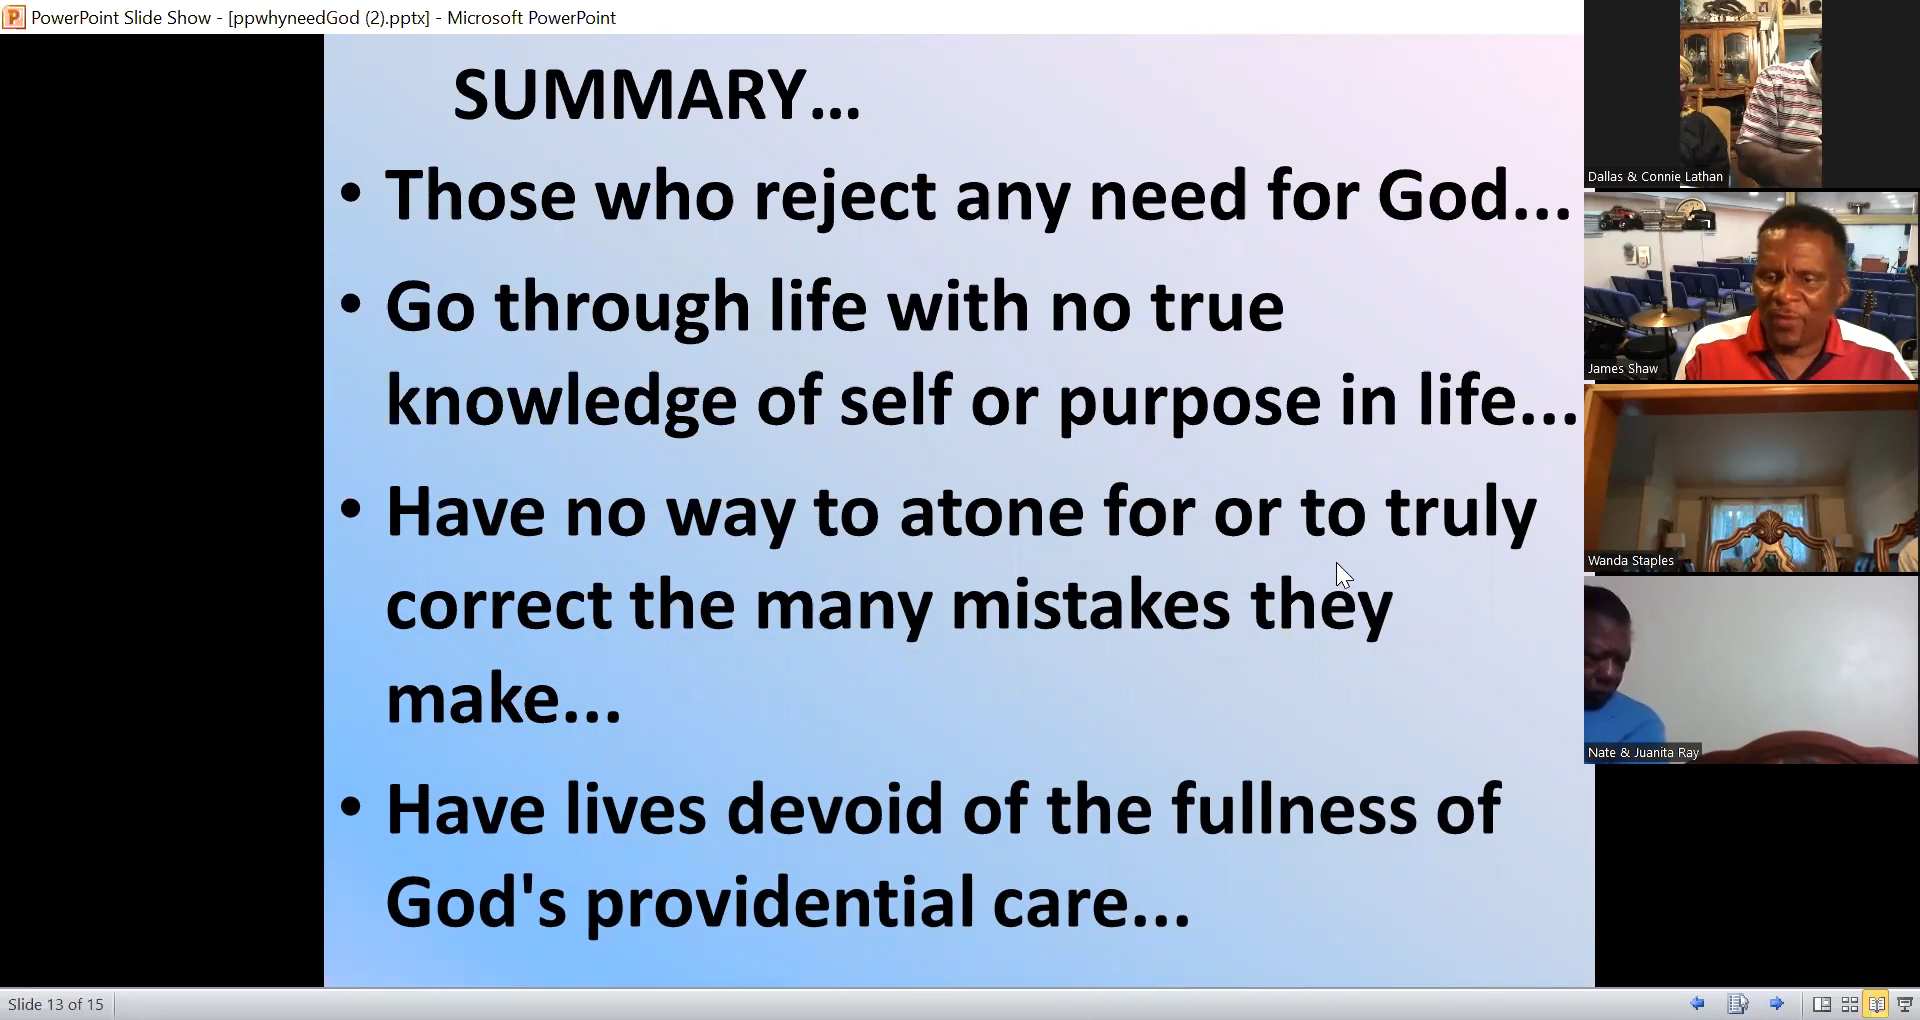 PowerPoint Slide Show - [ppwhyneedGod (2).pptx] - Microsoft PowerPoint
SUMMARY...
• Those who reject any need for God...
• Go through life with no true
knowledge of self or purpose in life...
• Have no way to atone for or to truly
correct the many mistakes they
make...
• Have lives devoid of the fullness of
God's providential care...
Dallas & Connie Lathan
James Shaw
Wanda Staples
Nate & Juanita Ray
Slide 13 of 15